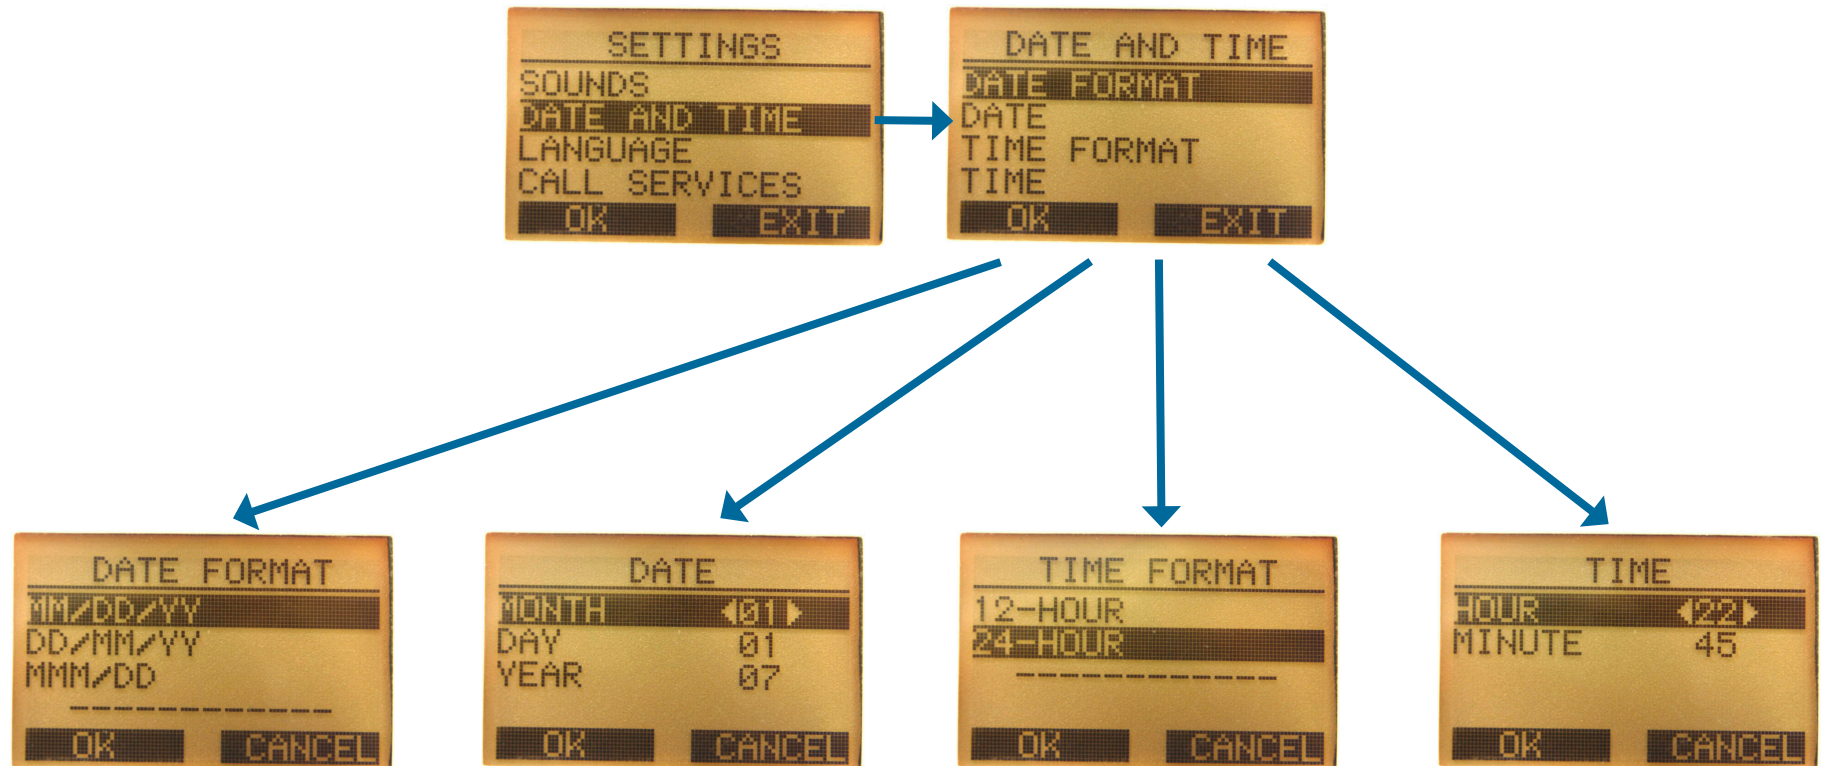 SETTINGS
SOUNDS
DATE AND TIME
LANGUAGE
CALL SERVICES
OK EXIT
DATE AND TIME
DATE FORMAT
DATE
TIME FORMAT
TIME
OK EXIT
DATE FORMAT
MM/DD/YY
DD/MM/YY
MMM/DD
------------
OK CANCEL
DATE
MONTH 01
DAY 01
YEAR 07
OK CANCEL
TIME FORMAT
12-HOUR
24-HOUR
------------
OK CANCEL
TIME
HOUR 22
MINUTE 45
OK CANCEL